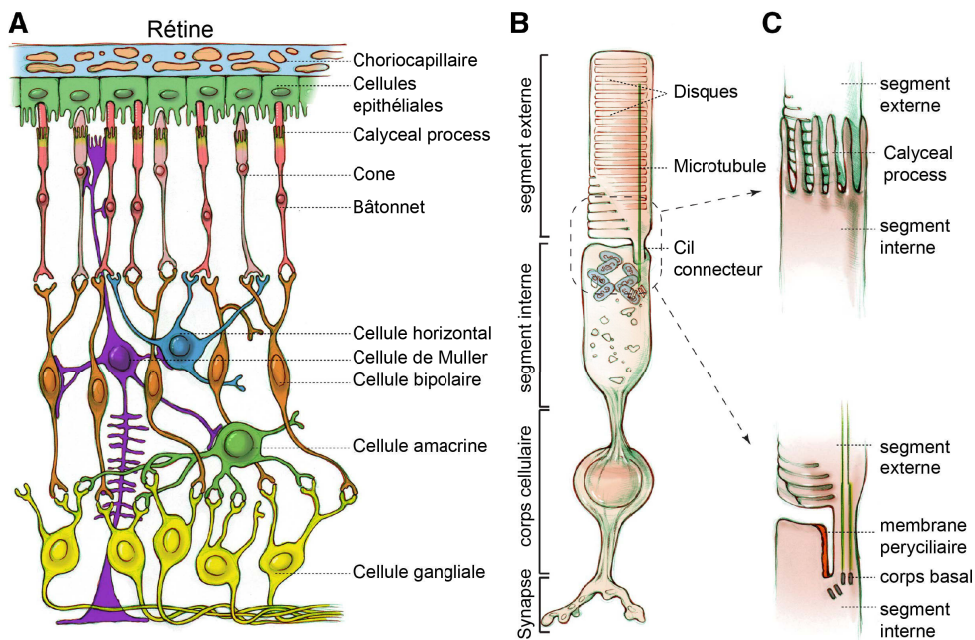 A
Rétine
Choriocapillaire
Cellules
epithéliales
Calyceal process
Cone
Bâtonnet
Cellule horizontal
Cellule de Muller
Cellule bipolaire
Cellule amacrine
Cellule gangliale
B
segment externe
segment interne
corps cellulaire
Synapse
Disques
Microtubule
Cil
connecteur
C
segment
externe
Calyceal
process
segment
interne
segment
externe
membrane
peryciliaire
corps basal
segment
interne